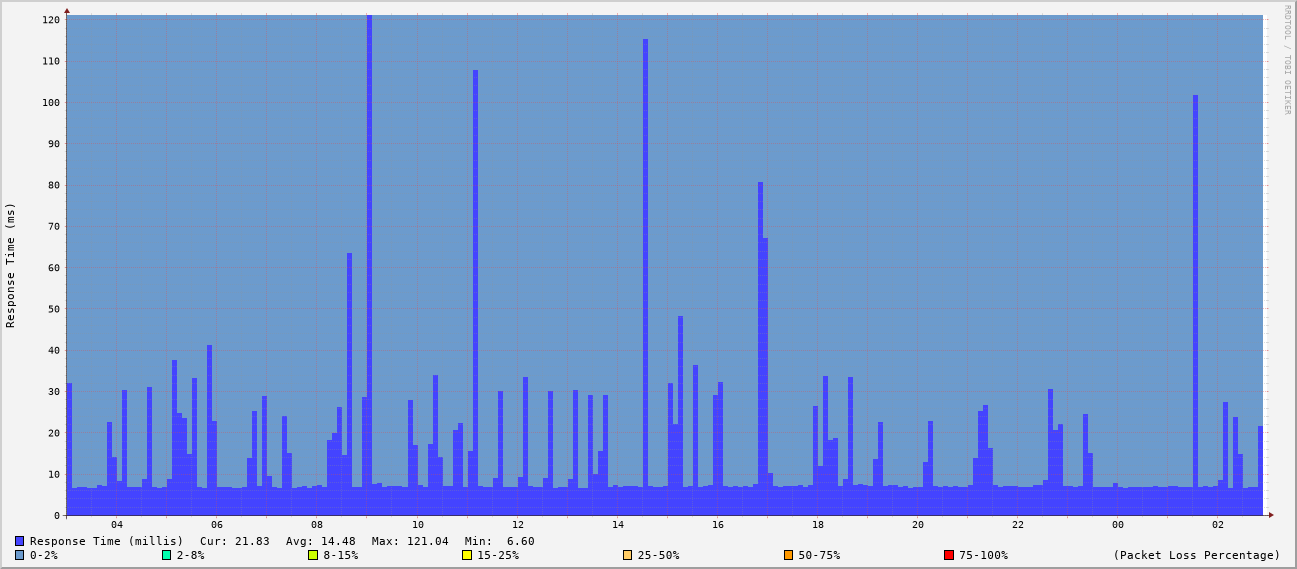 RRDTOOL / TOBI OETIKER
Response Time (ms)
120
110
100
90
80
70
60
50
40
30
20
10
0
04 06 08 10 12 14 16 18 20 22 00 02
Response Time (millis) Cur: 21.83 Avg: 14.48 Max: 121.04 Min: 6.60
0-2% 2-8% 8-15% 15-25% 25-50% 50-75% 75-100% (Packet Loss Percentage)